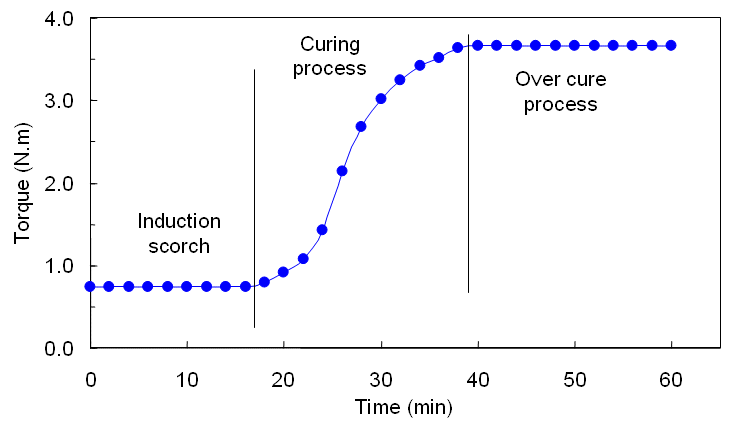 4.0
Curing
process
Over cure
process
3.0
Torque (N.m)
2.0
Induction
scorch
1.0
0.0
0 10 20 30 40 50 60
Time (min)